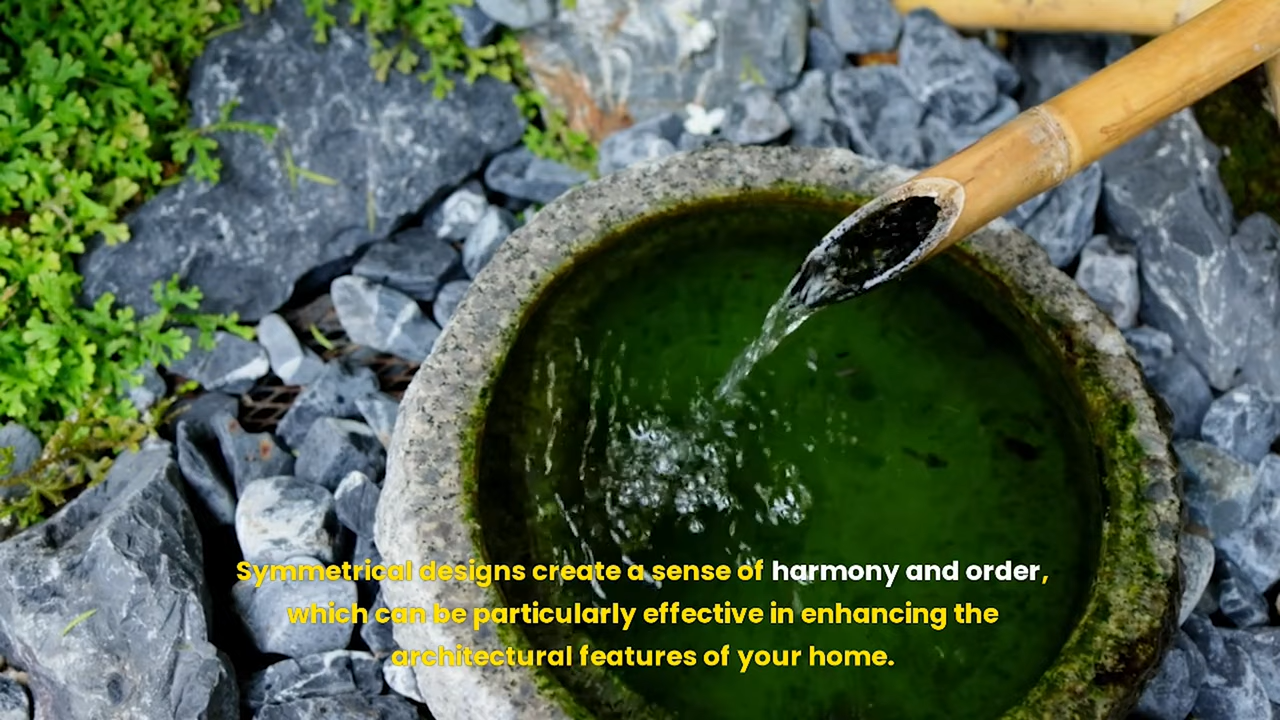 Symmetrical designs create a sense of harmony and order,
which can be particularly effective in enhancing the
architectural features of your home.